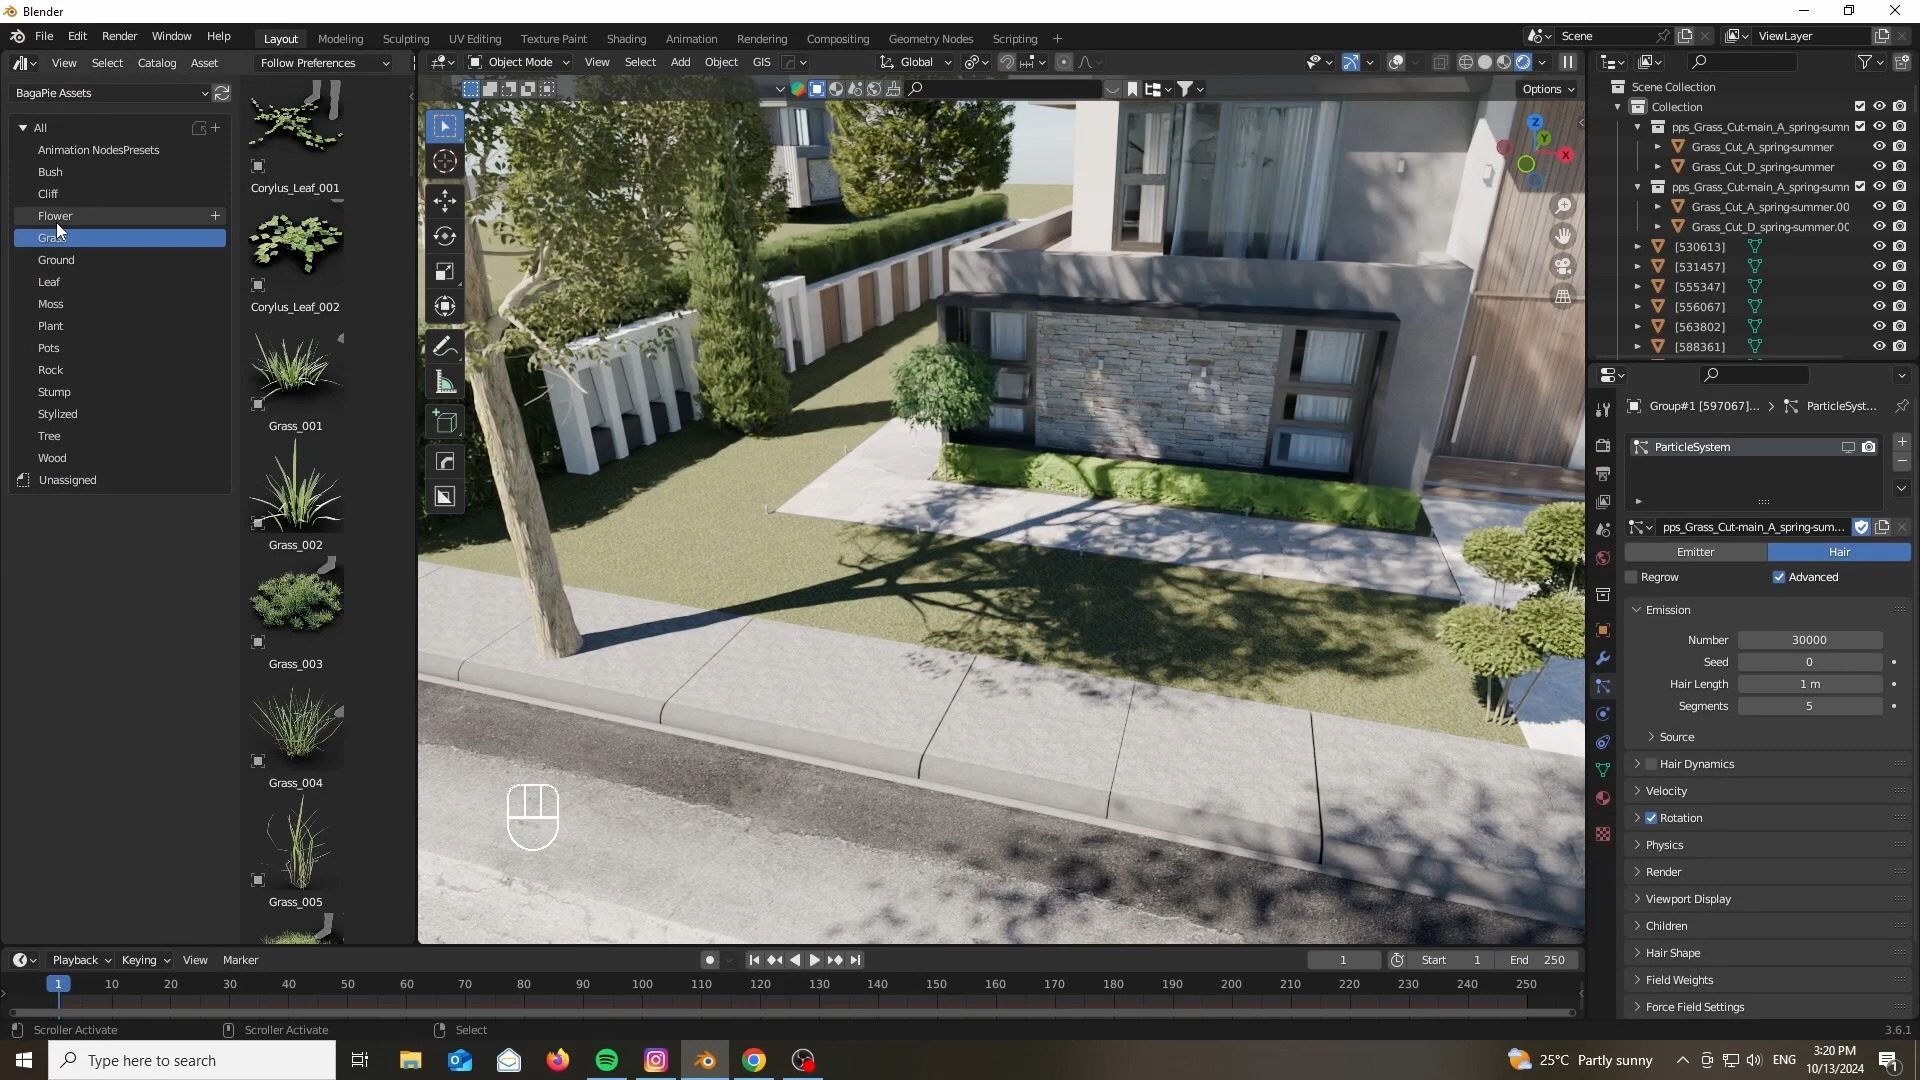 Blender
File Edit Render Window Help
Layout Modeling Sculpting UV Editing Texture Paint Shading Animation Rendering Compositing Geometry Nodes Scripting +
Scene
ViewLayer
View Select Catalog Asset
Follow Preferences
Object Mode
View Select Add Object GIS
Global
Options
BagaPie Assets
All
Animation NodesPresets
Bush
Cliff
Flower
Grass
Ground
Leaf
Moss
Plant
Pots
Rock
Stump
Stylized
Tree
Wood
Unassigned
Corylus_Leaf_001
Corylus_Leaf_002
Grass_001
Grass_002
Grass_003
Grass_004
Grass_005
Z
Y
X
Scene Collection
Collection
pps_Grass_Cut-main_A_spring-sumn
Grass_Cut_A_spring-summer
Grass_Cut_D_spring-summer
pps_Grass_Cut-main_A_spring-sumn
Grass_Cut_A_spring-summer.00
Grass_Cut_D_spring-summer.00
[530613]
[531457]
[555347]
[556067]
[563802]
[588361]
Group#1 [597067]... > ParticleSyst...
ParticleSystem
pps_Grass_Cut-main_A_spring-sum...
Emitter Hair
Regrow Advanced
Emission
Number 30000
Seed 0
Hair Length 1 m
Segments 5
Source
Hair Dynamics
Velocity
Rotation
Physics
Render
Viewport Display
Children
Hair Shape
Field Weights
Force Field Settings
Playback Keying View Marker
1
Start 1
End 250
1 10 20 30 40 50 60 70 80 90 100 110 120 130 140 150 160 170 180 190 200 210 220 230 240 250
Scroller Activate
Scroller Activate
Select
3.6.1
Type here to search
25°C Partly sunny
ENG
3:20 PM
10/13/2024
1